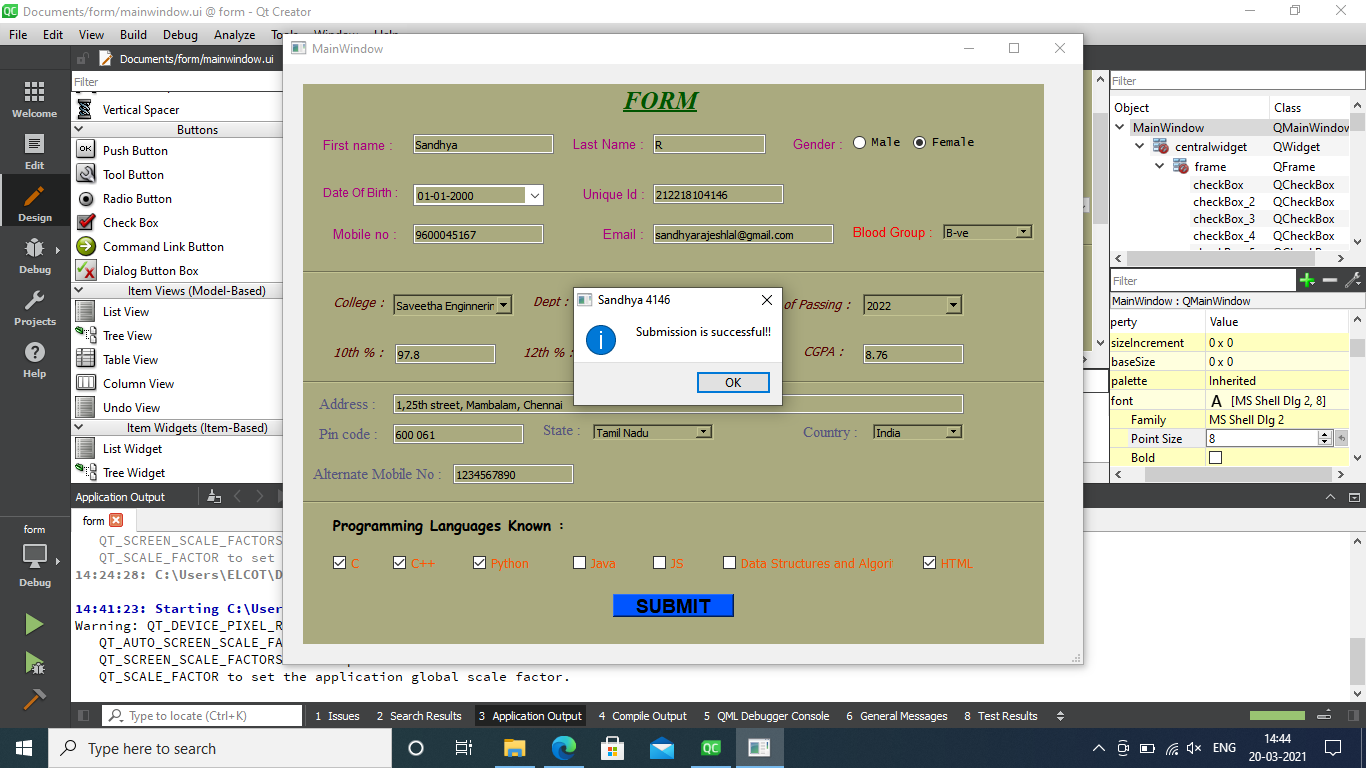 Documents/form/mainwindow.ui @ form - Qt Creator
File Edit View Build Debug Analyze
MainWindow
Documents/form/mainwindow.ui
Filter
Vertical Spacer
Buttons
Push Button
Tool Button
Radio Button
Check Box
Command Link Button
Dialog Button Box
Item Views (Model-Based)
List View
Tree View
Table View
Column View
Undo View
Item Widgets (Item-Based)
List Widget
Tree Widget
Welcome
Edit
Design
Debug
Projects
Help
form
Debug
FORM
First name : Sandhya Last Name : R Gender : Male Female
Date Of Birth : 01-01-2000 Unique Id : 212218104146
Mobile no : 9600045167 Email : sandhyarajeshlal@gmail.com Blood Group : B-ve
College : Saveetha Enginnerin Dept : of Passing : 2022
10th % : 97.8 12th % : CGPA : 8.76
Sandhya 4146
Submission is successful!!
OK
Address : 1,25th street, Mambalam, Chennai
Pin code : 600 061 State : Tamil Nadu Country : India
Alternate Mobile No : 1234567890
Programming Languages Known :
C C++ Python Java JS Data Structures and Algori HTML
SUBMIT
Filter
Object Class
MainWindow QMainWindow
centralwidget QWidget
frame QFrame
checkBox QCheckBox
checkBox_2 QCheckBox
checkBox_3 QCheckBox
checkBox_4 QCheckBox
Filter
MainWindow : QMainWindow
perty Value
sizeIncrement 0 x 0
baseSize 0 x 0
palette Inherited
font A [MS Shell Dlg 2, 8]
Family MS Shell Dlg 2
Point Size 8
Bold
Application Output
form
QT_SCREEN_SCALE_FACTORS
QT_SCALE_FACTOR to set
14:24:28: C:\Users\ELCOT\D
14:41:23: Starting C:\User
Warning: QT_DEVICE_PIXEL_R
QT_AUTO_SCREEN_SCALE_FA
QT_SCREEN_SCALE_FACTORS
QT_SCALE_FACTOR to set the application global scale factor.
Type to locate (Ctrl+K) 1 Issues 2 Search Results 3 Application Output 4 Compile Output 5 QML Debugger Console 6 General Messages 8 Test Results
Type here to search
ENG
14:44
20-03-2021